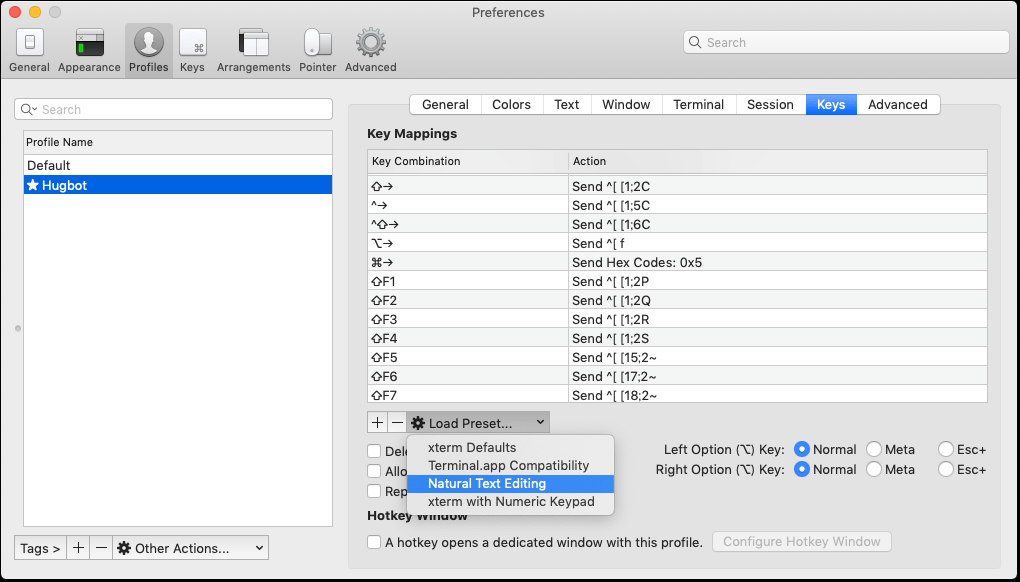 Preferences
General Appearance Profiles Keys Arrangements Pointer Advanced
Search
Search
Profile Name
Default
★ Hugbot
Tags > + − Other Actions...
General Colors Text Window Terminal Session Keys Advanced
Key Mappings
Key Combination Action
⇧→ Send ^[ [1;2C
^→ Send ^[ [1;5C
^⇧→ Send ^[ [1;6C
⌥→ Send ^[ f
⌘→ Send Hex Codes: 0x5
⇧F1 Send ^[ [1;2P
⇧F2 Send ^[ [1;2Q
⇧F3 Send ^[ [1;2R
⇧F4 Send ^[ [1;2S
⇧F5 Send ^[ [15;2~
⇧F6 Send ^[ [17;2~
⇧F7 Send ^[ [18;2~
+ − Load Preset...
xterm Defaults
Terminal.app Compatibility
Natural Text Editing
xterm with Numeric Keypad
Left Option (⌥) Key: Normal Meta Esc+
Right Option (⌥) Key: Normal Meta Esc+
Hotkey Window
A hotkey opens a dedicated window with this profile. Configure Hotkey Window